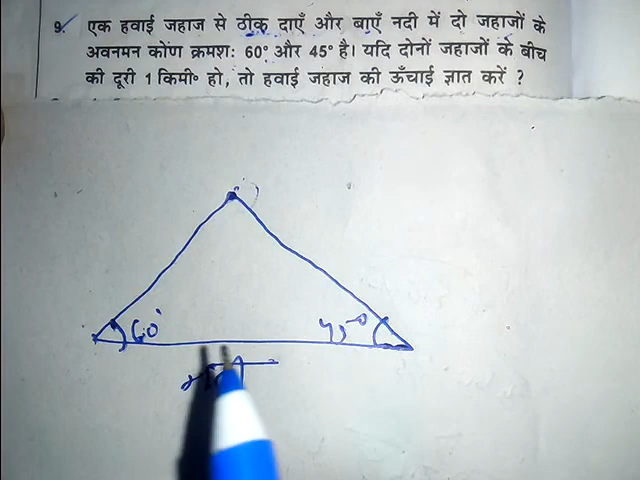 9. एक हवाई जहाज से ठीक दाएँ और बाएँ नदी में दो जहाजों के
अवनमन कोण क्रमशः 60° और 45° है। यदि दोनों जहाजों के बीच
की दूरी 1 किमी० हो, तो हवाई जहाज की ऊँचाई ज्ञात करें ?
60° 45°